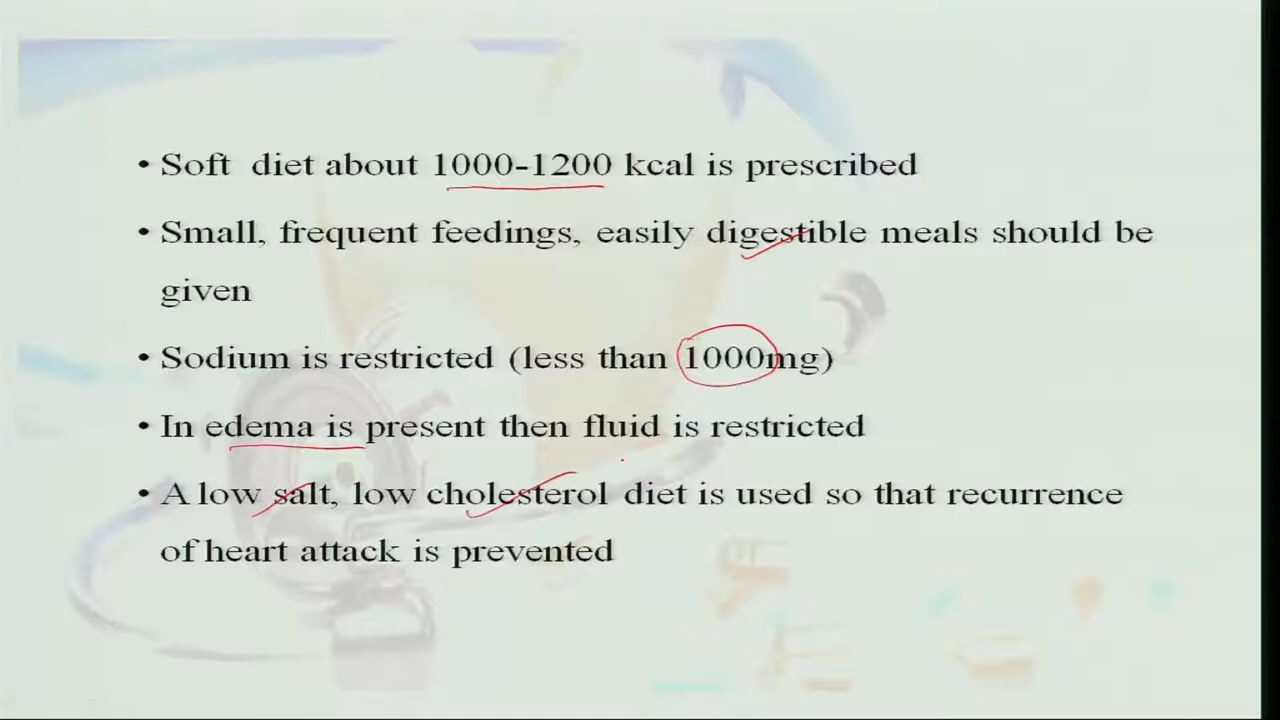 • Soft diet about 1000-1200 kcal is prescribed
• Small, frequent feedings, easily digestible meals should be
given
• Sodium is restricted (less than 1000mg)
• In edema is present then fluid is restricted
• A low salt, low cholesterol diet is used so that recurrence
of heart attack is prevented